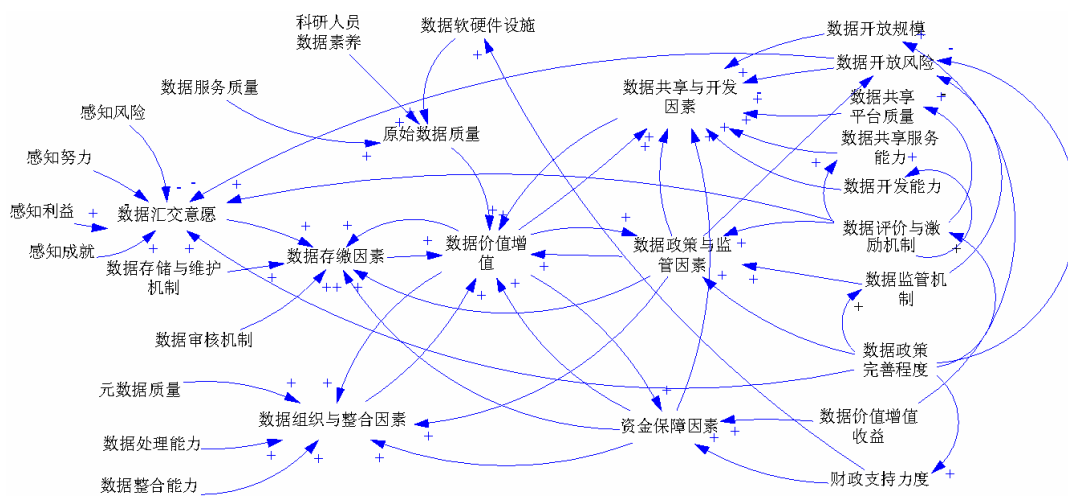 科研人员
数据素养
数据软硬件设施
数据开放规模
数据开放风险
数据服务质量
数据共享与开发
因素
数据共享
平台质量
感知风险
原始数据质量
数据共享服务
能力
感知努力
数据开发能力
感知利益
数据汇交意愿
数据评价与激
励机制
感知成就
数据存储与维护
机制
数据存缴因素
数据价值增
值
数据政策与监
管因素
数据监管机
制
数据审核机制
数据政策
完善程度
元数据质量
数据组织与整合因素
资金保障因素
数据价值增值
收益
数据处理能力
数据整合能力
财政支持力度